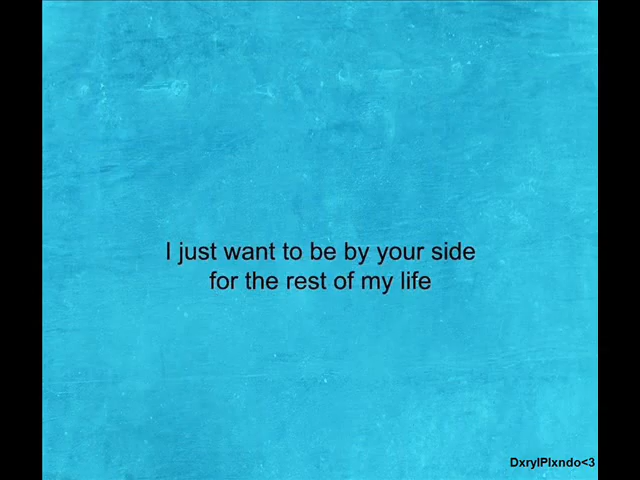 I just want to be by your side
for the rest of my life
DxrylPlxndo<3